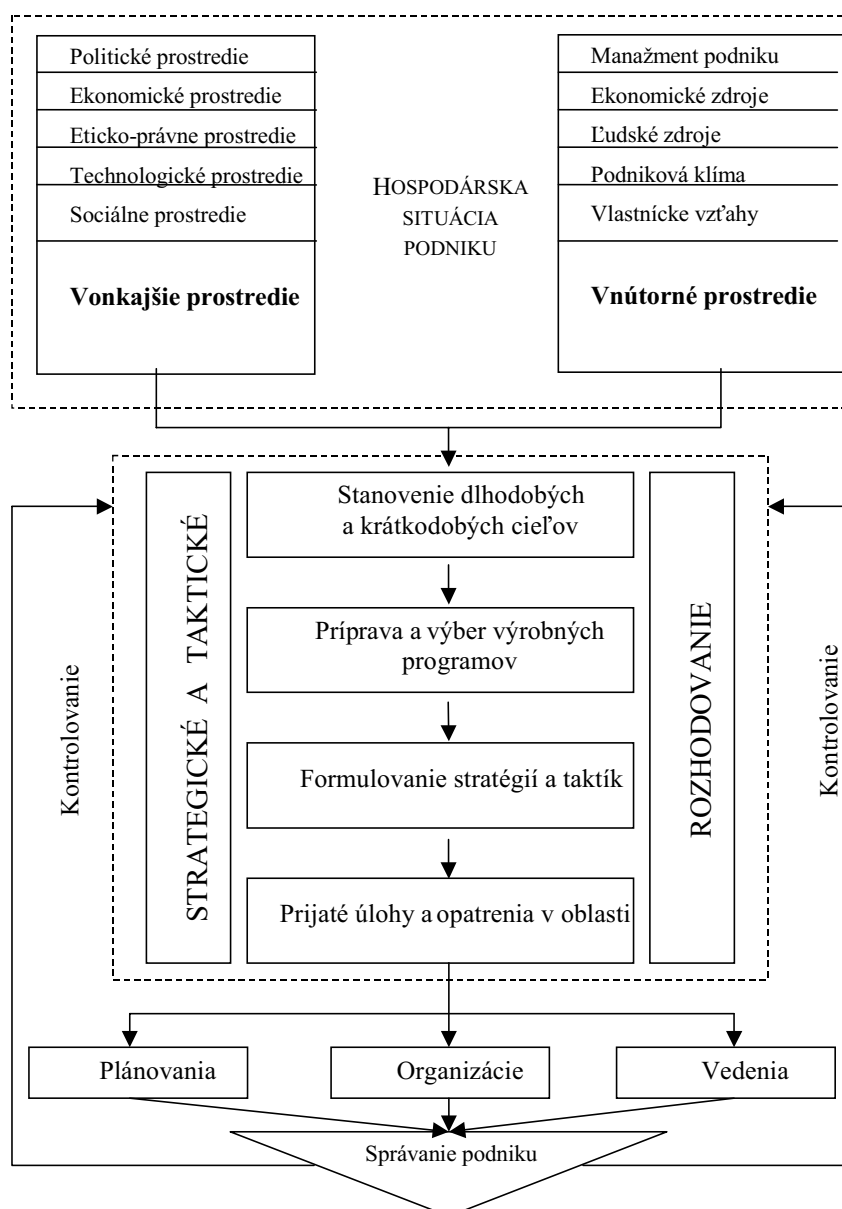 Politické prostredie
Ekonomické prostredie
Eticko-právne prostredie
Technologické prostredie
Sociálne prostredie
Vonkajšie prostredie
HOSPODÁRSKA
SITUÁCIA
PODNIKU
Manažment podniku
Ekonomické zdroje
Ľudské zdroje
Podniková klíma
Vlastnícke vzťahy
Vnútorné prostredie
Kontrolovanie
STRATEGICKÉ A TAKTICKÉ
Stanovenie dlhodobých
a krátkodobých cieľov
Príprava a výber výrobných
programov
Formulovanie stratégií a taktík
Prijaté úlohy a opatrenia v oblasti
ROZHODOVANIE
Kontrolovanie
Plánovania
Organizácie
Vedenia
Správanie podniku